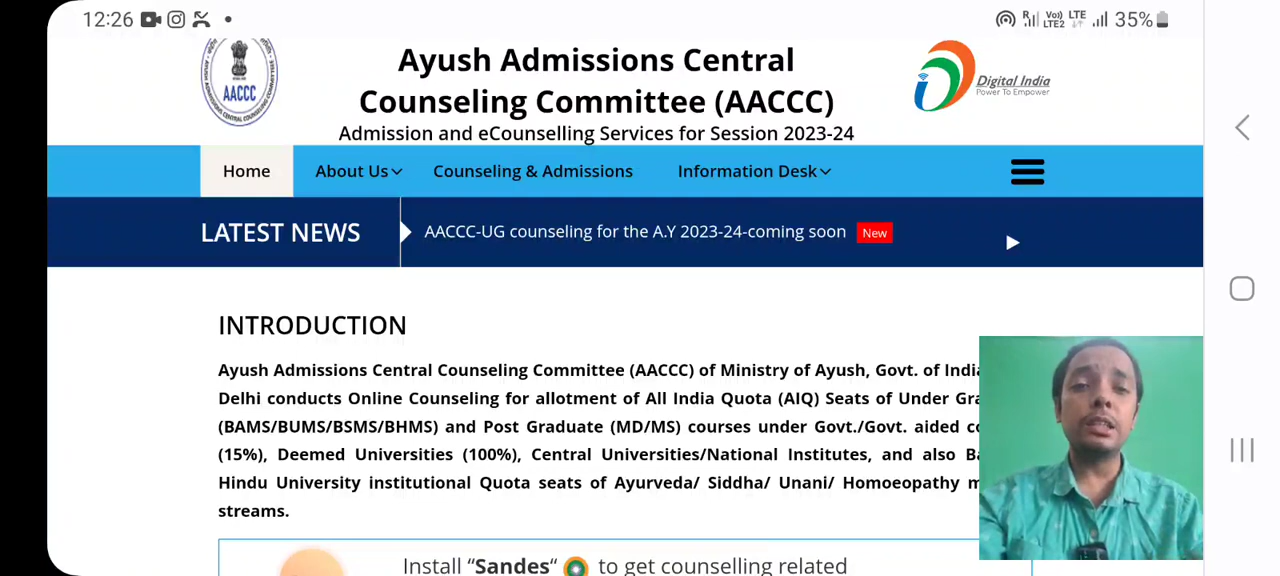 12:26
LTE2
LTE
35%
AACCC
Ayush Admissions Central
Counseling Committee (AACCC)
Admission and eCounselling Services for Session 2023-24
Digital India
Power To Empower
Home
About Us
Counseling & Admissions
Information Desk
LATEST NEWS
AACCC-UG counseling for the A.Y 2023-24-coming soon
New
INTRODUCTION
Ayush Admissions Central Counseling Committee (AACCC) of Ministry of Ayush, Govt. of
Delhi conducts Online Counseling for allotment of All India Quota (AIQ) Seats of Under
(BAMS/BUMS/BSMS/BHMS) and Post Graduate (MD/MS) courses under Govt./Govt. aided
(15%), Deemed Universities (100%), Central Universities/National Institutes, and also
Hindu University institutional Quota seats of Ayurveda/ Siddha/ Unani/ Homoeopathy
streams.
Install “Sandes“ to get counselling related